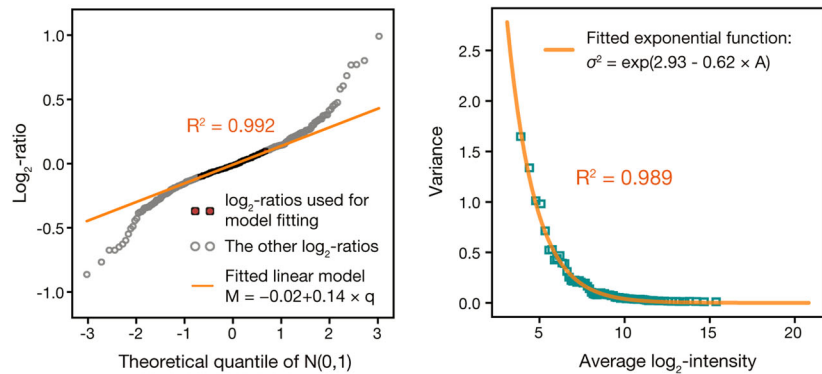 Log2-ratio
1.0
0.5
0.0
-0.5
-1.0
R² = 0.992
log2-ratios used for
model fitting
The other log2-ratios
Fitted linear model
M = −0.02+0.14 × q
-3 -2 -1 0 1 2 3
Theoretical quantile of N(0,1)
Variance
2.5
2.0
1.5
1.0
0.5
0.0
Fitted exponential function:
σ² = exp(2.93 - 0.62 × A)
R² = 0.989
5 10 15 20
Average log2-intensity